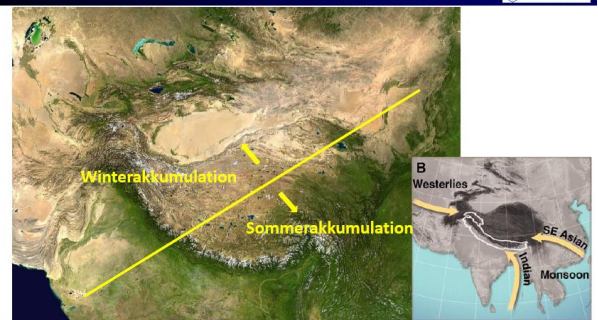 Winterakkumulation
Sommerakkumulation
B
Westerlies
SE Asian
Indian
Monsoon